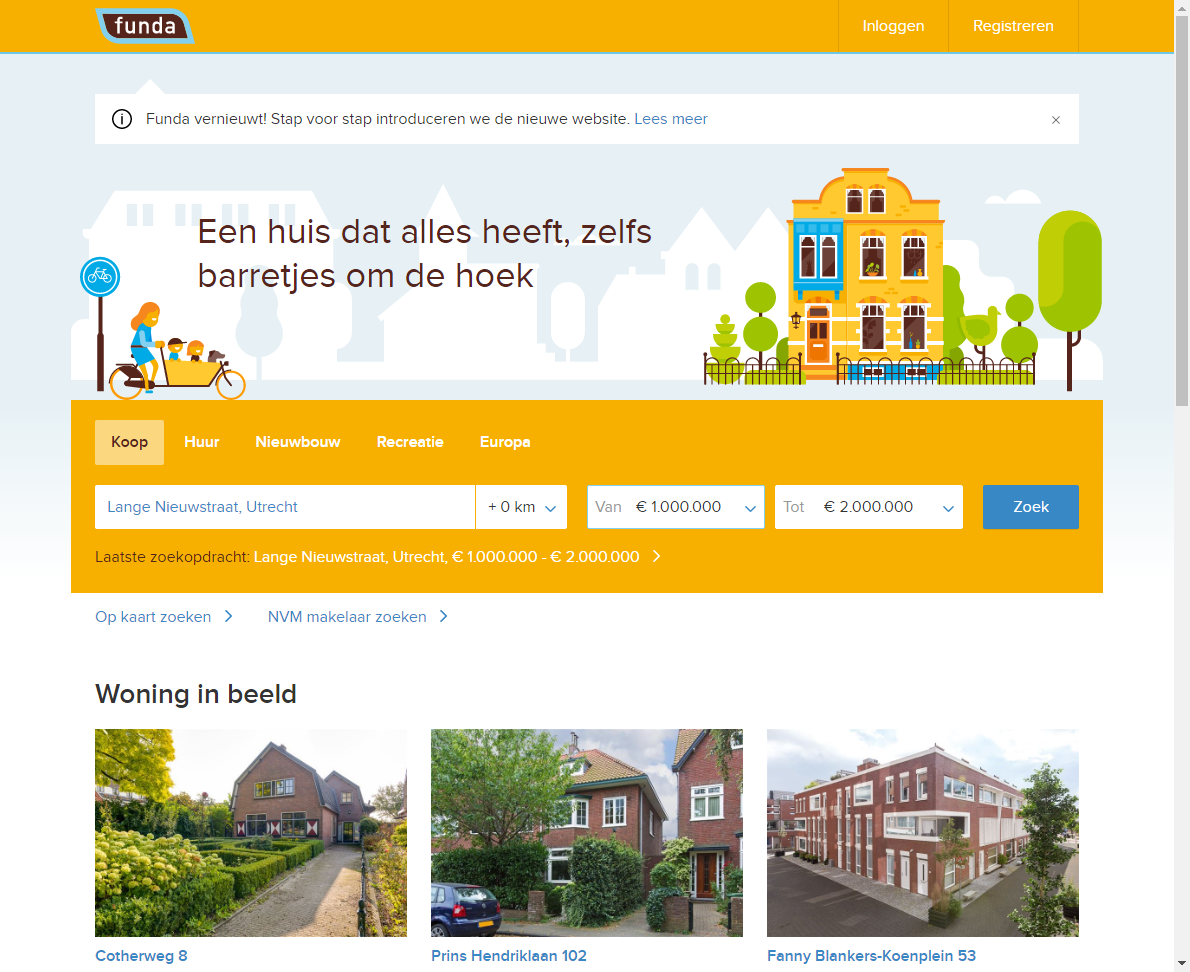 funda
Inloggen
Registreren
Funda vernieuwt! Stap voor stap introduceren we de nieuwe website. Lees meer
Een huis dat alles heeft, zelfs
barretjes om de hoek
Koop
Huur
Nieuwbouw
Recreatie
Europa
Lange Nieuwstraat, Utrecht
+ 0 km
Van € 1.000.000
Tot € 2.000.000
Zoek
Laatste zoekopdracht: Lange Nieuwstraat, Utrecht, € 1.000.000 - € 2.000.000
Op kaart zoeken
NVM makelaar zoeken
Woning in beeld
Cotherweg 8
Prins Hendriklaan 102
Fanny Blankers-Koenplein 53